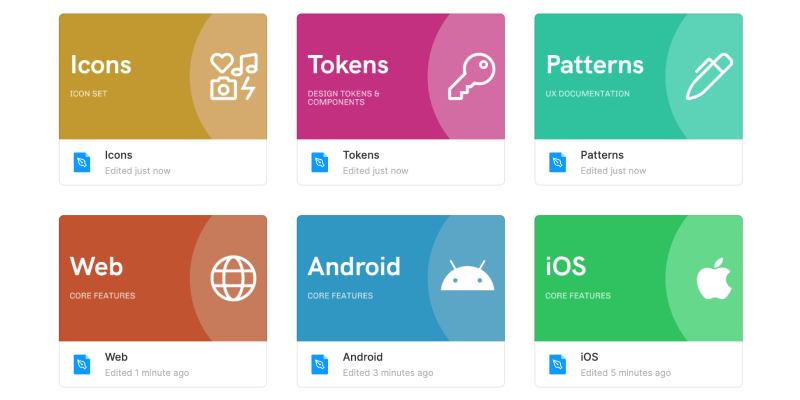 Icons
ICON SET
Icons
Edited just now
Tokens
DESIGN TOKENS &
COMPONENTS
Tokens
Edited just now
Patterns
UX DOCUMENTATION
Patterns
Edited just now
Web
CORE FEATURES
Web
Edited 1 minute ago
Android
CORE FEATURES
Android
Edited 3 minutes ago
iOS
CORE FEATURES
iOS
Edited 5 minutes ago